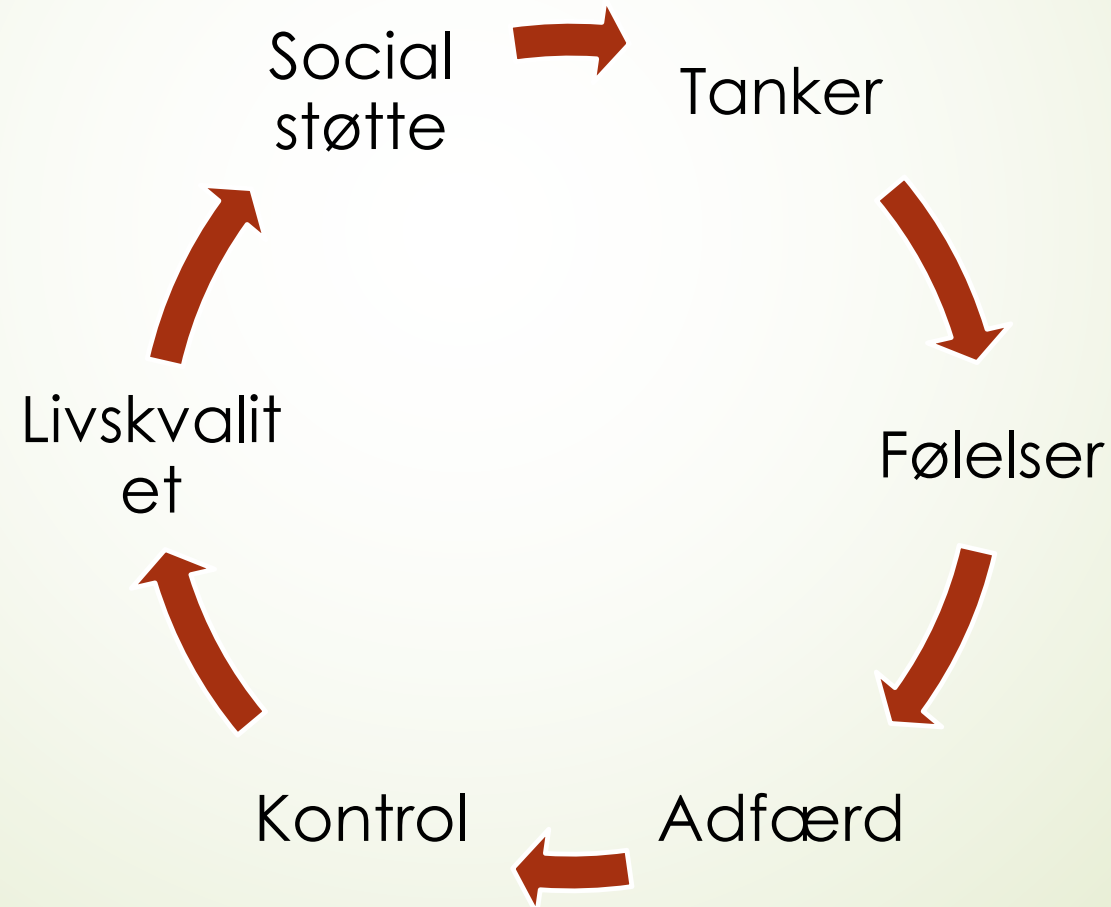 Social
støtte
Tanker
Følelser
Adfærd
Kontrol
Livskvalit
et